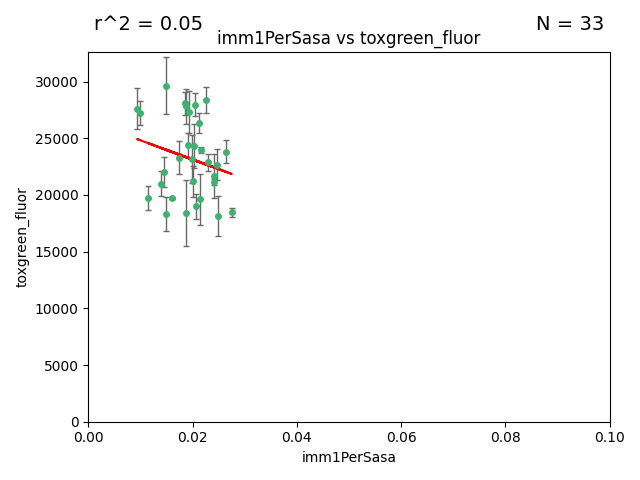 r^2 = 0.05
N = 33
imm1PerSasa vs toxgreen_fluor
30000
25000
20000
15000
10000
5000
0
toxgreen_fluor
0.00
0.02
0.04
0.06
0.08
0.10
imm1PerSasa